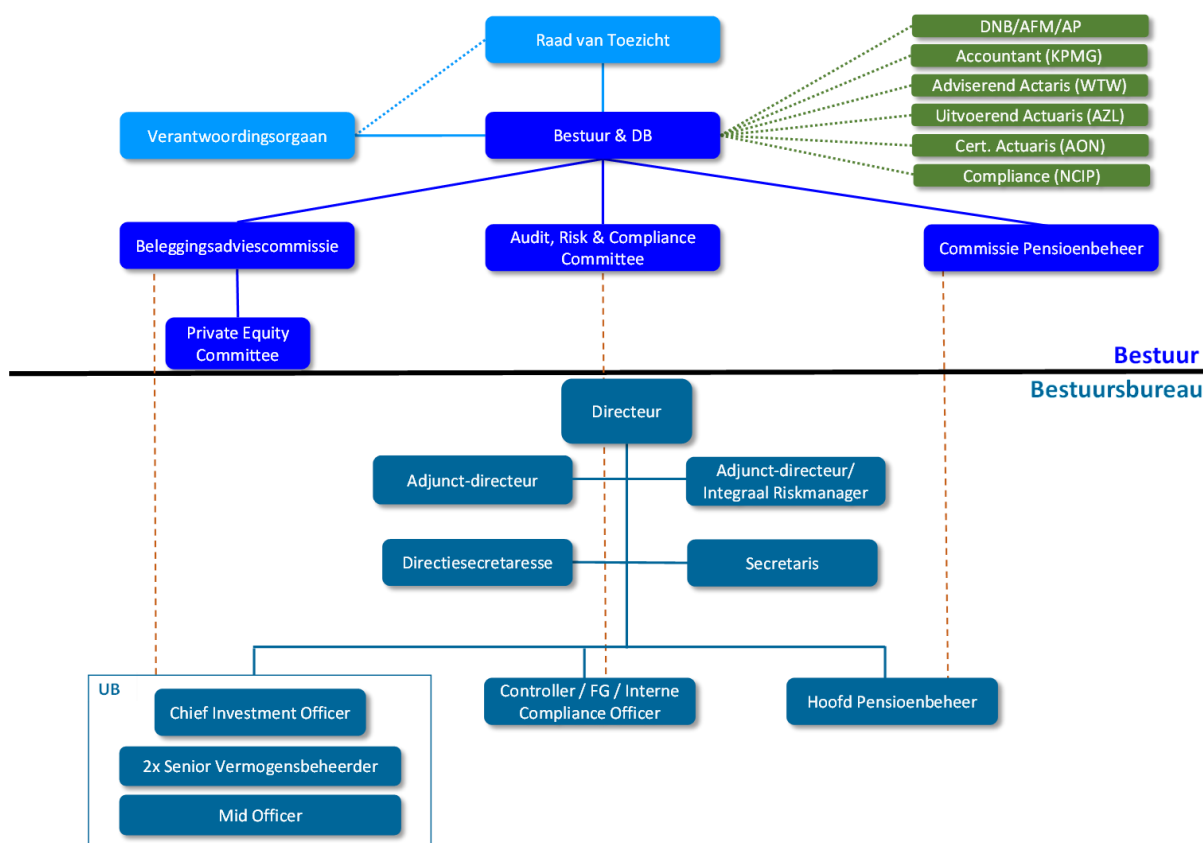 Raad van Toezicht
DNB/AFM/AP
Accountant (KPMG)
Adviserend Actaris (WTW)
Uitvoerend Actuaris (AZL)
Cert. Actuaris (AON)
Compliance (NCIP)
Verantwoordingsorgaan
Bestuur & DB
Beleggingsadviescommissie
Audit, Risk & Compliance
Committee
Commissie Pensioenbeheer
Private Equity
Committee
Bestuur
Bestuursbureau
Directeur
Adjunct-directeur
Adjunct-directeur/
Integraal Riskmanager
Directiesecretaresse
Secretaris
UB
Chief Investment Officer
2x Senior Vermogensbeheerder
Mid Officer
Controller / FG / Interne
Compliance Officer
Hoofd Pensioenbeheer